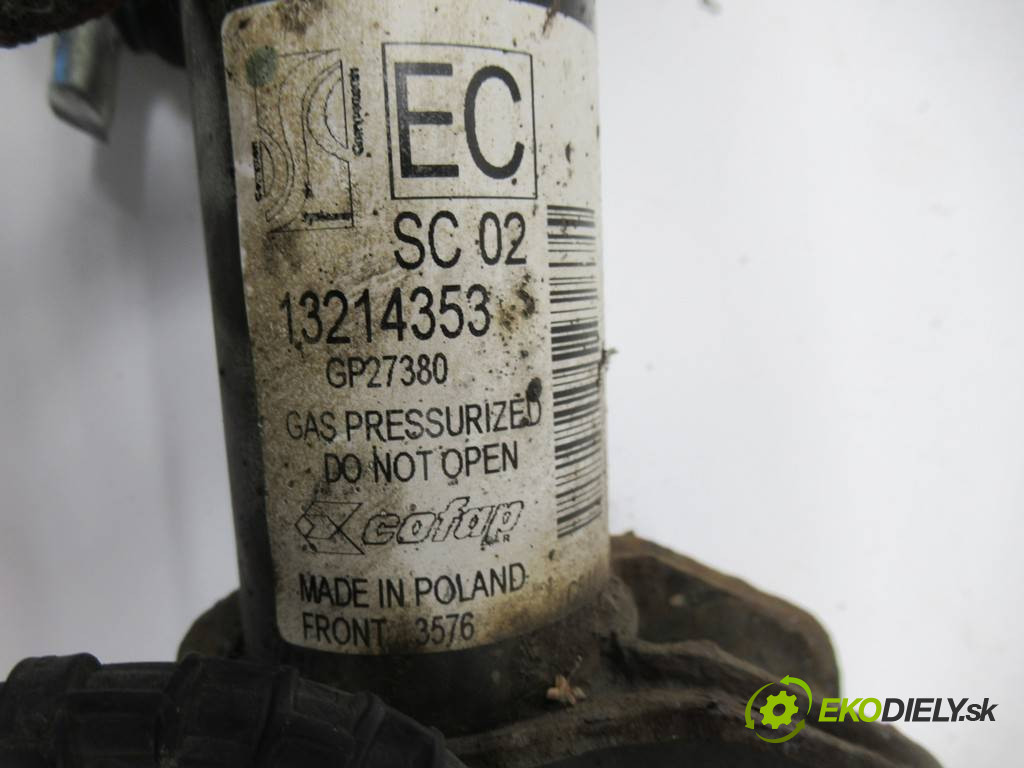 EC
SC 02
13214353
GP27380
GAS PRESSURIZED
DO NOT OPEN
cofap
MADE IN POLAND
FRONT 3576
EKODIELY.sk